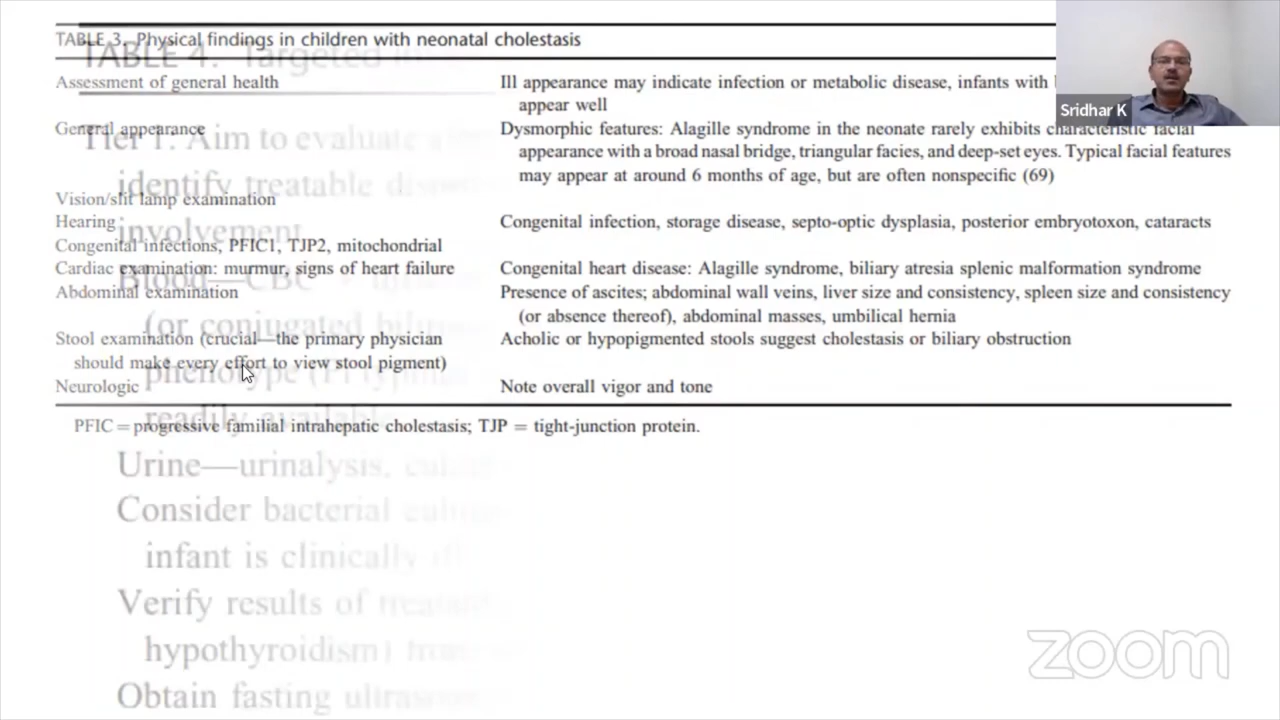 TABLE 3. Physical findings in children with neonatal cholestasis
Assessment of general health
Ill appearance may indicate infection or metabolic disease, infants with
appear well
General appearance
Dysmorphic features: Alagille syndrome in the neonate rarely exhibits characteristic facial
appearance with a broad nasal bridge, triangular facies, and deep-set eyes. Typical facial features
may appear at around 6 months of age, but are often nonspecific (69)
Vision/slit lamp examination
Hearing
Congenital infection, storage disease, septo-optic dysplasia, posterior embryotoxon, cataracts
Congenital infections, PFIC1, TJP2, mitochondrial
Cardiac examination: murmur, signs of heart failure
Congenital heart disease: Alagille syndrome, biliary atresia splenic malformation syndrome
Abdominal examination
Presence of ascites; abdominal wall veins, liver size and consistency, spleen size and consistency
(or absence thereof), abdominal masses, umbilical hernia
Stool examination (crucial—the primary physician
should make every effort to view stool pigment)
Acholic or hypopigmented stools suggest cholestasis or biliary obstruction
Neurologic
Note overall vigor and tone
PFIC = progressive familial intrahepatic cholestasis; TJP = tight-junction protein.
TABLE 4. Targeted
Tier 1: Aim to evaluate
identify treatable
involvement
Blood—CBC
(or conjugated
phenotype (PI
readily available
Urine—urinalysis,
Consider bacterial
infant is clinically
Verify results of
hypothyroidism)
Obtain fasting
Sridhar K
zoom